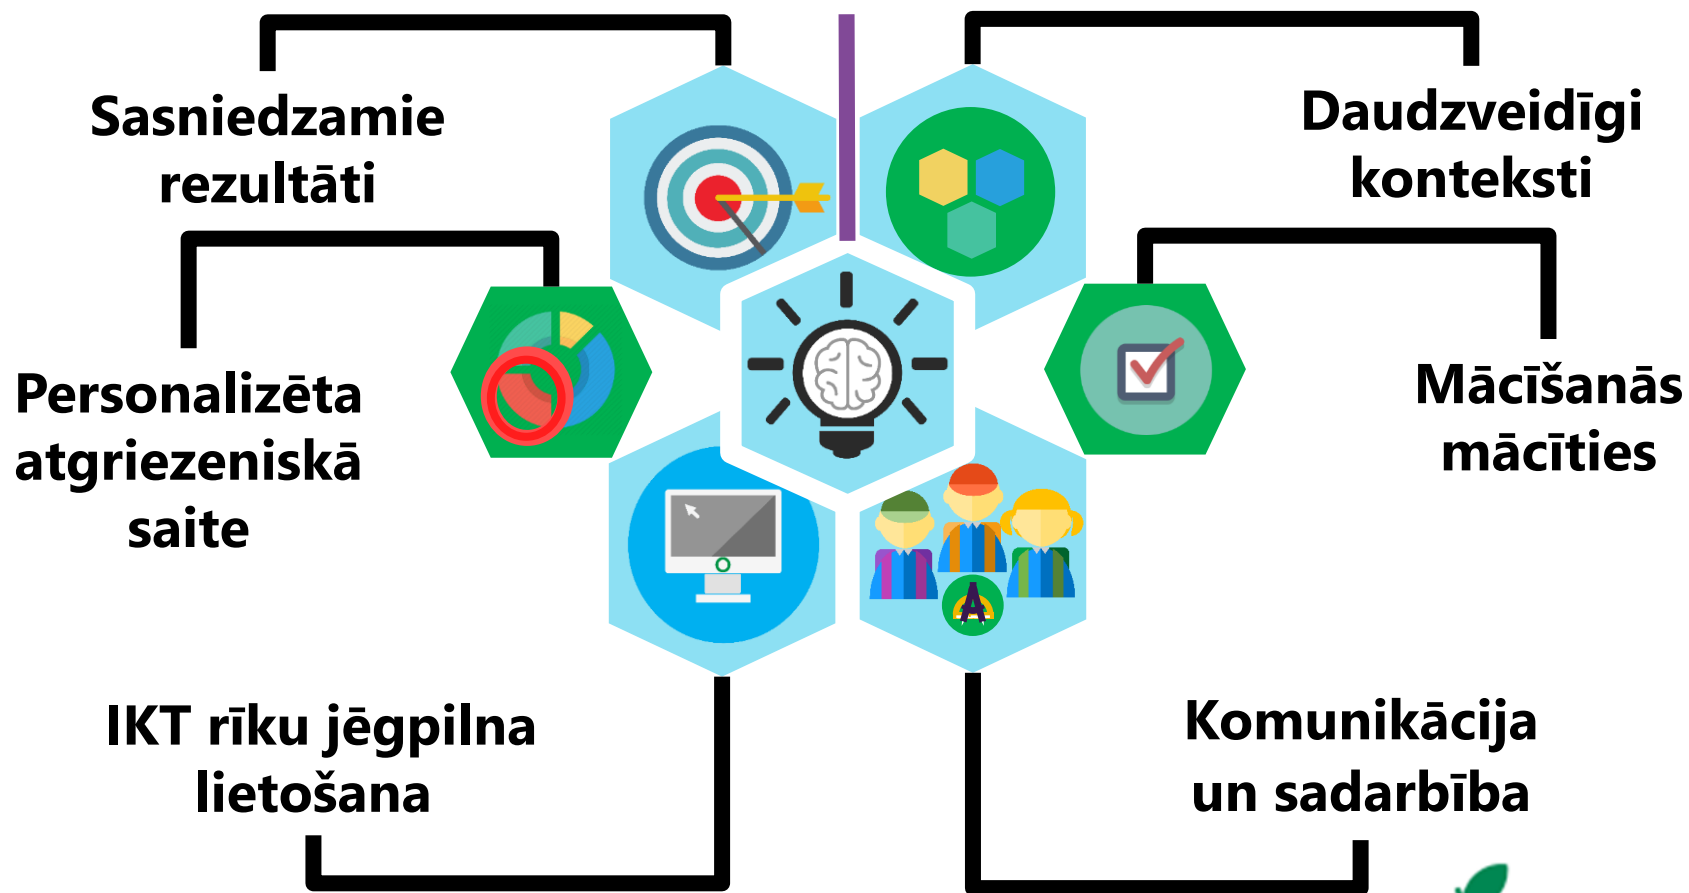 Sasniedzamie
rezultāti
Daudzveidīgi
konteksti
Personalizēta
atgriezeniskā
saite
Mācīšanās
mācīties
IKT rīku jēgpilna
lietošana
Komunikācija
un sadarbība